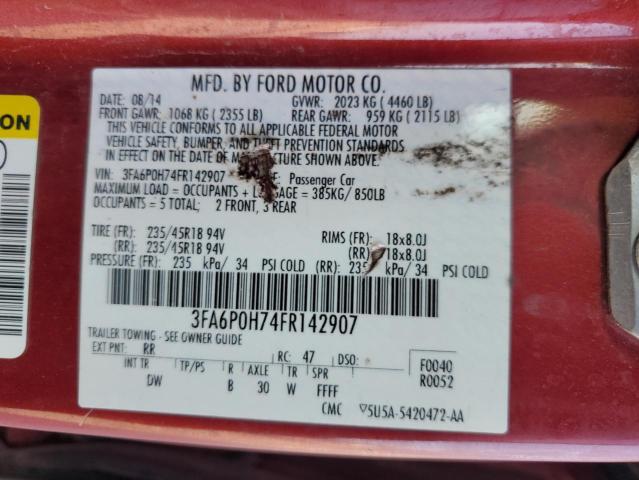 MFD. BY FORD MOTOR CO.
DATE: 08/14 GVWR: 2023 KG ( 4460 LB)
FRONT GAWR: 1068 KG ( 2355 LB) REAR GAWR: 959 KG ( 2115 LB)
THIS VEHICLE CONFORMS TO ALL APPLICABLE FEDERAL MOTOR
VEHICLE SAFETY, BUMPER, AND THEFT PREVENTION STANDARDS
IN EFFECT ON THE DATE OF MANUFACTURE SHOWN ABOVE.
VIN: 3FA6P0H74FR142907 Passenger Car
MAXIMUM LOAD = OCCUPANTS + LUGGAGE = 385KG/ 850LB
OCCUPANTS = 5 TOTAL; 2 FRONT, 3 REAR
TIRE (FR): 235/45R18 94V RIMS (FR): 18x8.0J
(RR): 235/45R18 94V (RR) 18x8.0J
PRESSURE (FR): 235 kPa/ 34 PSI COLD (RR): 235 kPa/ 34 PSI COLD
3FA6P0H74FR142907
TRAILER TOWING - SEE OWNER GUIDE
EXT PNT: RR RC: 47 DSO: F0040
INT TR TP/PS R AXLE TR SPR R0052
DW B 30 W FFFF
CMC ▽5U5A-5420472-AA
ON